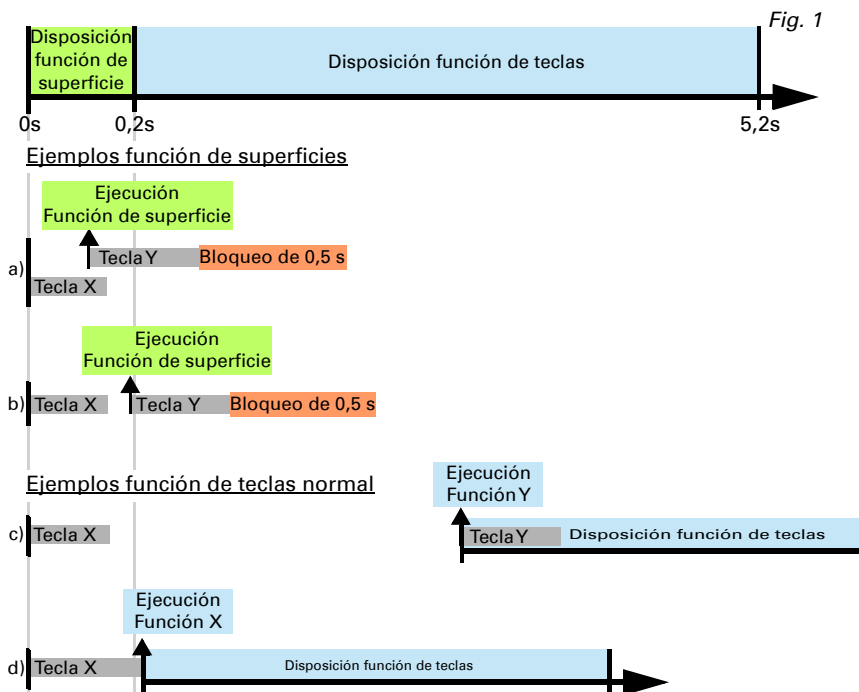 Fig. 1
Disposición
función de
superficie
Disposición función de teclas
0s
0,2s
5,2s
Ejemplos función de superficies
Ejecución
Función de superficie
a)
Tecla Y
Bloqueo de 0,5 s
Tecla X
Ejecución
Función de superficie
b)
Tecla X
Tecla Y
Bloqueo de 0,5 s
Ejemplos función de teclas normal
Ejecución
Función Y
c)
Tecla X
Tecla Y
Disposición función de teclas
Ejecución
Función X
d)
Tecla X
Disposición función de teclas